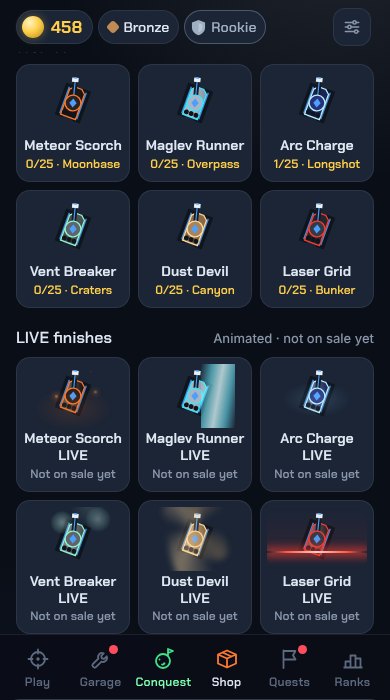 458 Bronze Rookie
Meteor Scorch Maglev Runner Arc Charge
0/25 · Moonbase 0/25 · Overpass 1/25 · Longshot
Vent Breaker Dust Devil Laser Grid
0/25 · Craters 0/25 · Canyon 0/25 · Bunker
LIVE finishes Animated · not on sale yet
Meteor Scorch LIVE
Not on sale yet
Maglev Runner LIVE
Not on sale yet
Arc Charge LIVE
Not on sale yet
Vent Breaker LIVE
Not on sale yet
Dust Devil LIVE
Not on sale yet
Laser Grid LIVE
Not on sale yet
Play Garage Conquest Shop Quests Ranks